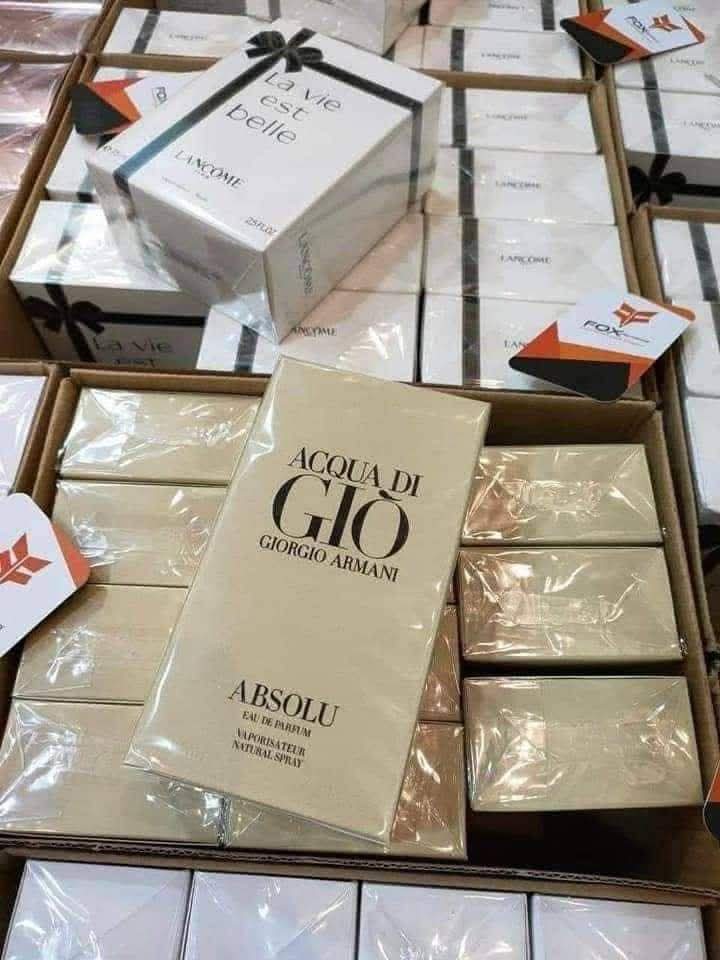 LANCÔME
FOX
LANCÔME
La vie
est
belle
LANCÔME
2.5 FL.OZ
LANCÔME
LANCÔME
LANCÔME
La vie
EST
LANCÔME
FOX
ACQUA DI
GIÒ
GIORGIO ARMANI
ABSOLU
EAU DE PARFUM
VAPORISATEUR
NATURAL SPRAY